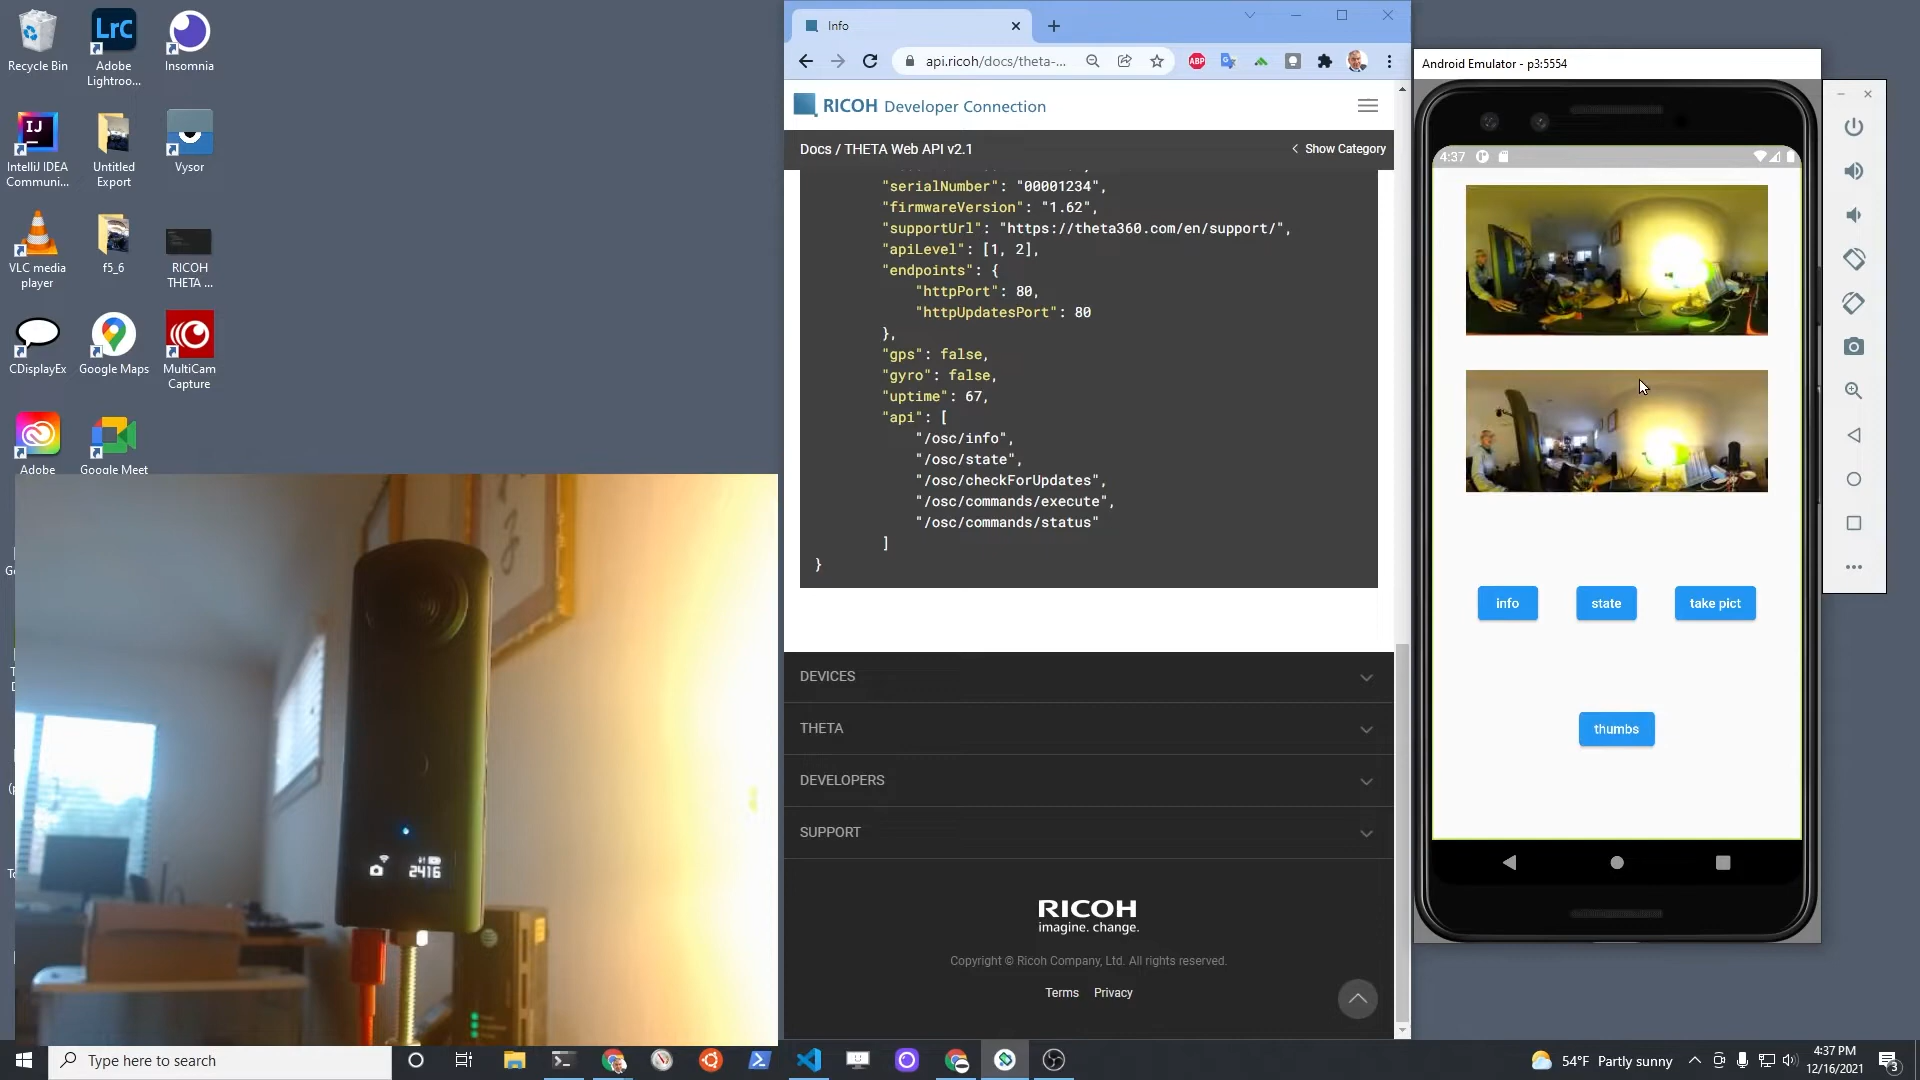 Recycle Bin
Adobe
Lightroo...
Lrc
Insomnia
IJ
IntelliJ IDEA
Communi...
Untitled
Export
Vysor
VLC media
player
f5_6
RICOH
THETA ...
CDisplayEx
Google Maps
MultiCam
Capture
Adobe
Google Meet
2416
Info
api.ricoh/docs/theta-...
ABP
RICOH Developer Connection
Docs / THETA Web API v2.1
Show Category
"serialNumber": "00001234",
"firmwareVersion": "1.62",
"supportUrl": "https://theta360.com/en/support/",
"apiLevel": [1, 2],
"endpoints": {
"httpPort": 80,
"httpUpdatesPort": 80
},
"gps": false,
"gyro": false,
"uptime": 67,
"api": [
"/osc/info",
"/osc/state",
"/osc/checkForUpdates",
"/osc/commands/execute",
"/osc/commands/status"
]
}
DEVICES
THETA
DEVELOPERS
SUPPORT
RICOH
imagine. change.
Copyright © Ricoh Company, Ltd. All rights reserved.
Terms Privacy
Android Emulator - p3:5554
4:37
info
state
take pict
thumbs
Type here to search
54°F Partly sunny
4:37 PM
12/16/2021
3